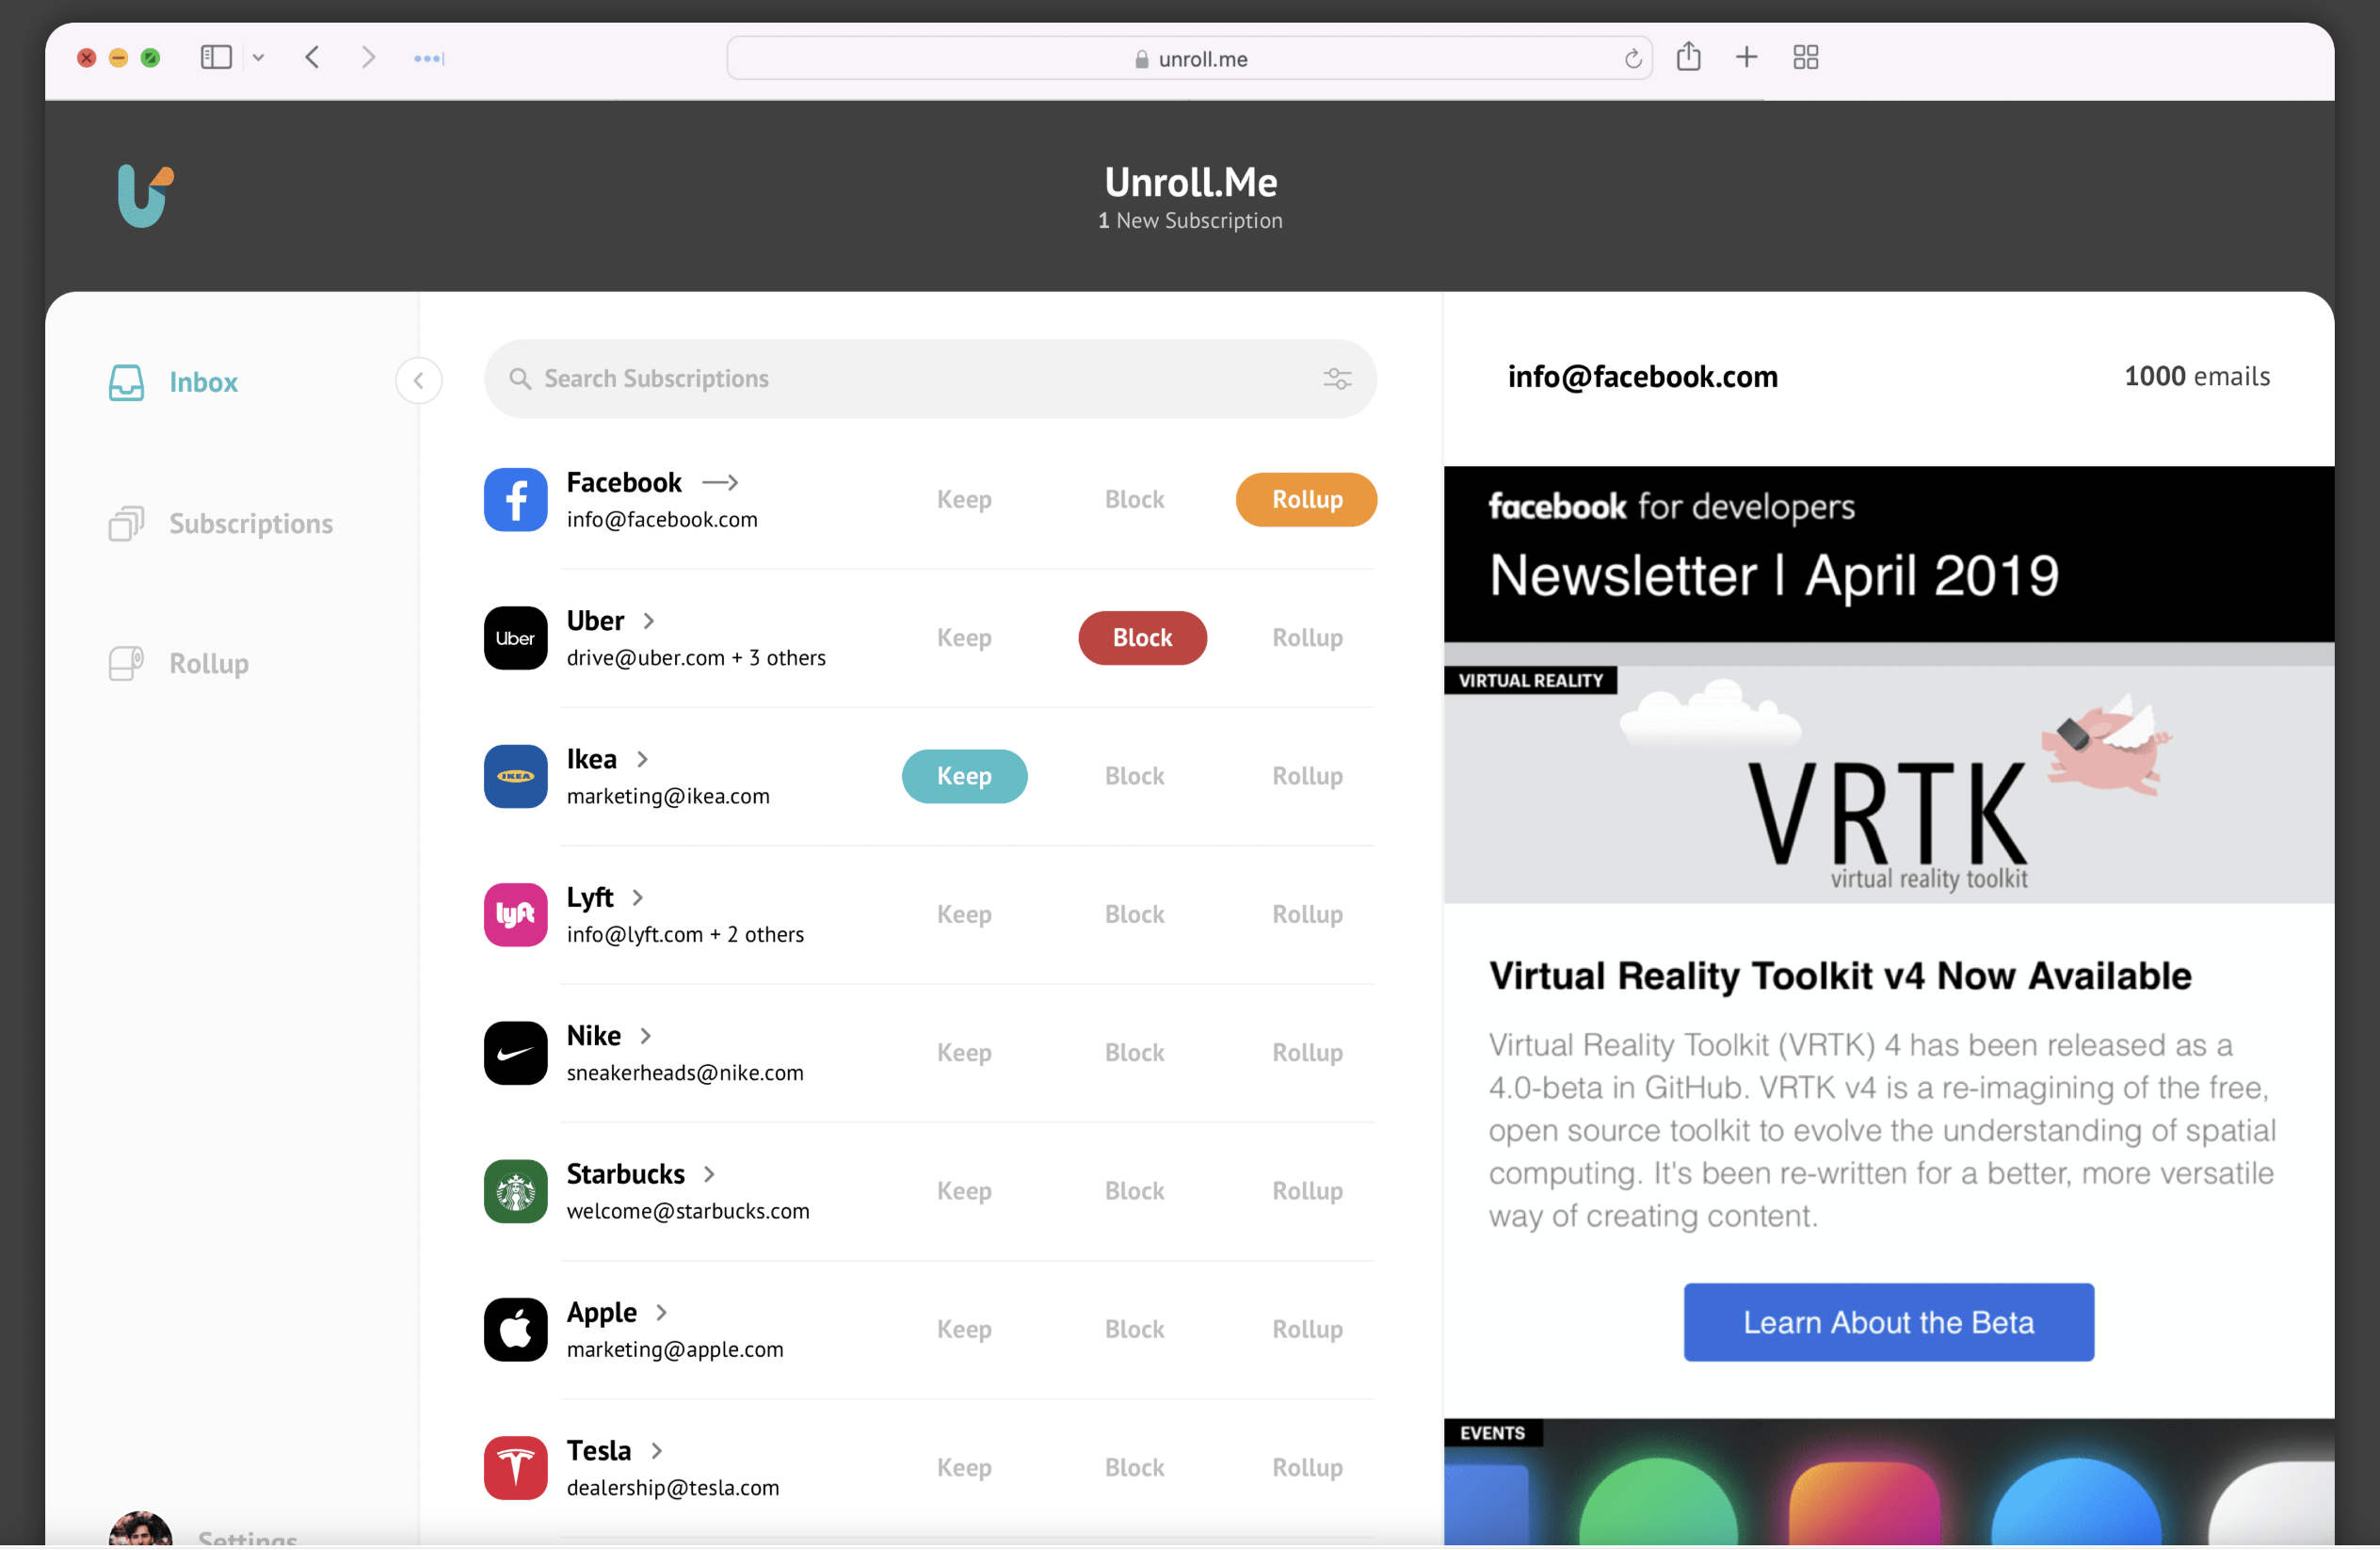 unroll.me
Unroll.Me
1 New Subscription
Inbox
Subscriptions
Rollup
Settings
Search Subscriptions
Facebook
info@facebook.com
Keep Block Rollup
Uber
Uber
drive@uber.com + 3 others
Keep Block Rollup
IKEA
Ikea
marketing@ikea.com
Keep Block Rollup
lyft
Lyft
info@lyft.com + 2 others
Keep Block Rollup
Nike
sneakerheads@nike.com
Keep Block Rollup
Starbucks
welcome@starbucks.com
Keep Block Rollup
Apple
marketing@apple.com
Keep Block Rollup
Tesla
dealership@tesla.com
Keep Block Rollup
info@facebook.com
1000 emails
facebook for developers
Newsletter | April 2019
VIRTUAL REALITY
VRTK
virtual reality toolkit
Virtual Reality Toolkit v4 Now Available
Virtual Reality Toolkit (VRTK) 4 has been released as a
4.0-beta in GitHub. VRTK v4 is a re-imagining of the free,
open source toolkit to evolve the understanding of spatial
computing. It's been re-written for a better, more versatile
way of creating content.
Learn About the Beta
EVENTS